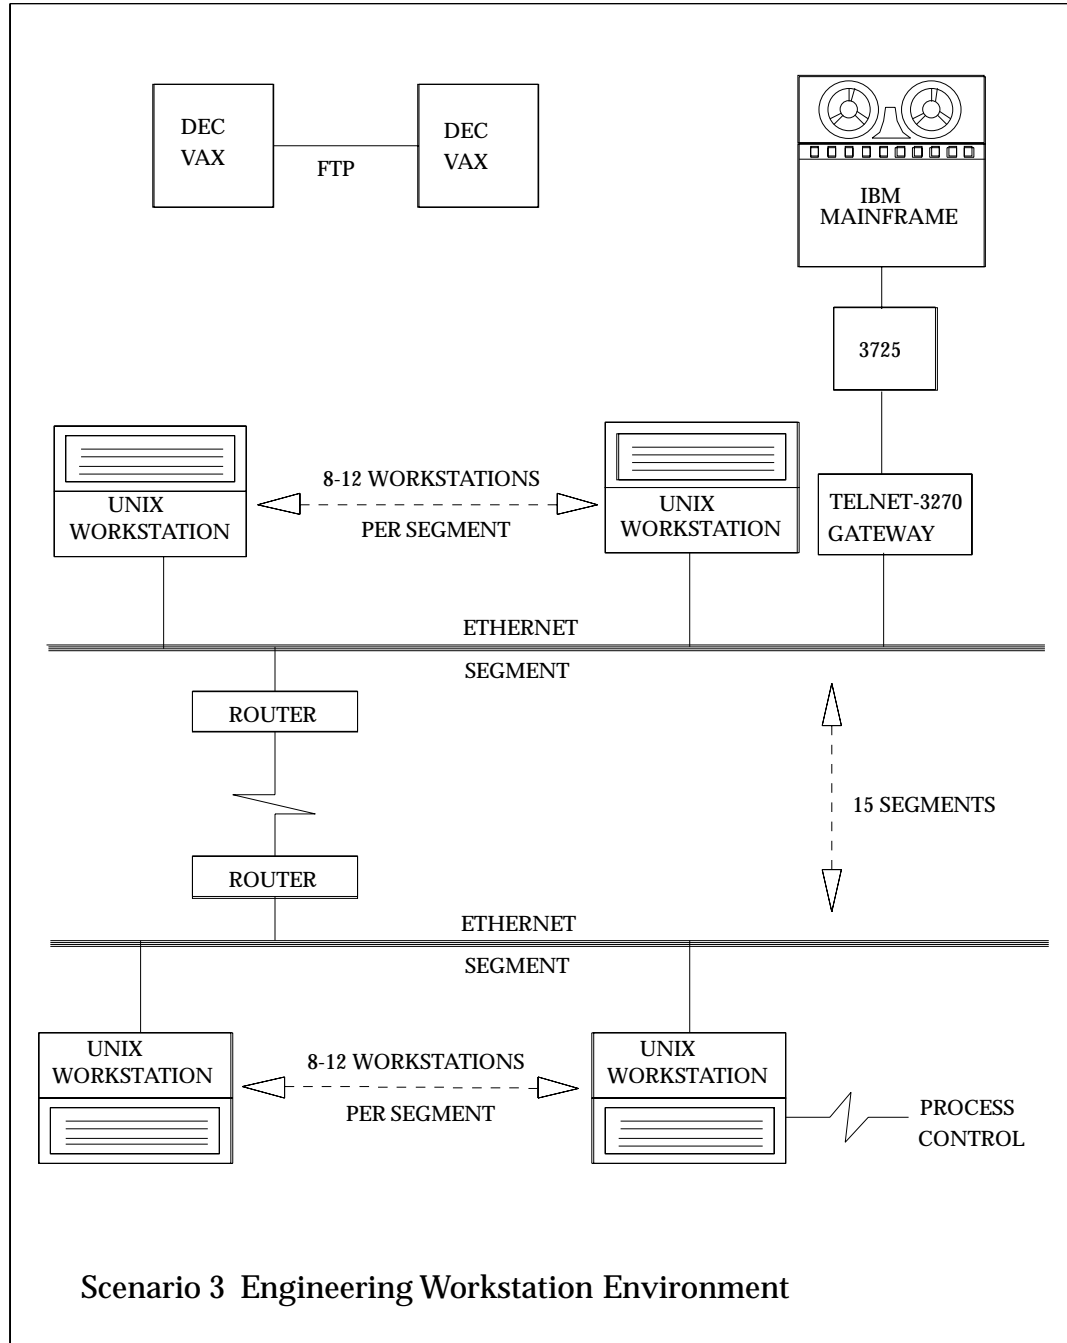 DEC
VAX
FTP
DEC
VAX
IBM
MAINFRAME
3725
UNIX
WORKSTATION
8-12 WORKSTATIONS
PER SEGMENT
UNIX
WORKSTATION
TELNET-3270
GATEWAY
ETHERNET
SEGMENT
ROUTER
15 SEGMENTS
ROUTER
ETHERNET
SEGMENT
UNIX
WORKSTATION
8-12 WORKSTATIONS
PER SEGMENT
UNIX
WORKSTATION
PROCESS
CONTROL
Scenario 3 Engineering Workstation Environment